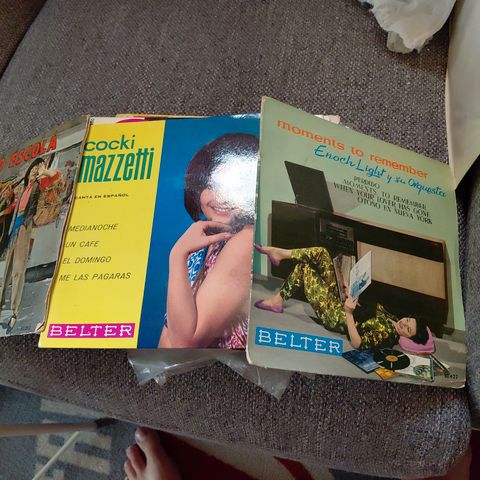 ESCOLÁ
cocki
mazzetti
CANTA EN ESPAÑOL
MEDIANOCHE
UN CAFE
EL DOMINGO
ME LAS PAGARAS
BELTER
moments to remember
Enoch Light y su Orquesta
PERDIDO
MOMENTS TO REMEMBER
WHEN YOUR LOVER HAS GONE
OTOÑO EN NUEVA YORK
BELTER